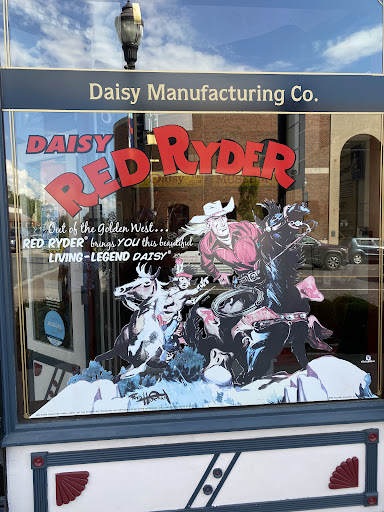 Daisy Manufacturing Co.
DAISY
RED RYDER
Out of the Golden West...
RED RYDER® brings YOU this beautiful
LIVING-LEGEND DAISY®